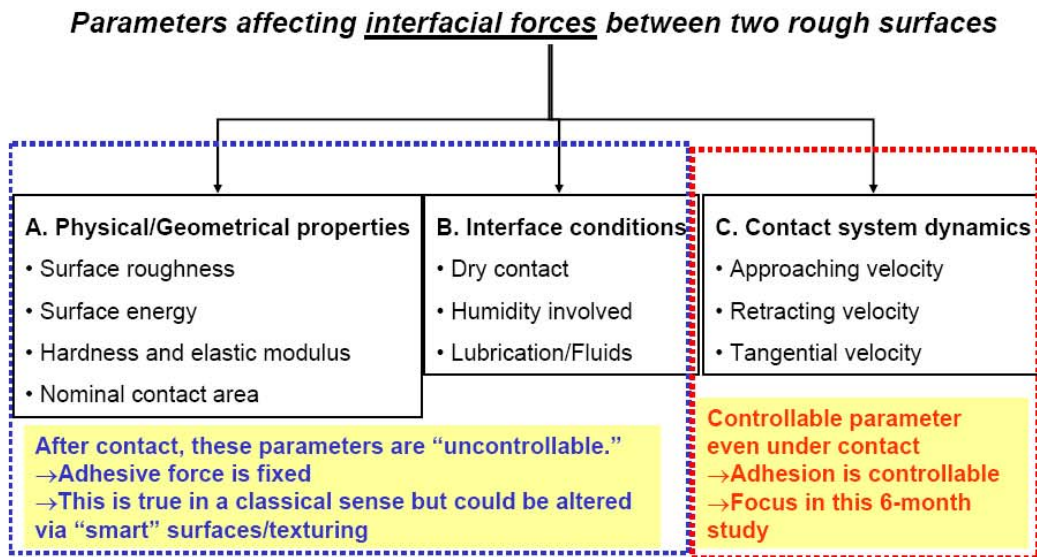 Parameters affecting interfacial forces between two rough surfaces
A. Physical/Geometrical properties
• Surface roughness
• Surface energy
• Hardness and elastic modulus
• Nominal contact area
B. Interface conditions
• Dry contact
• Humidity involved
• Lubrication/Fluids
C. Contact system dynamics
• Approaching velocity
• Retracting velocity
• Tangential velocity
After contact, these parameters are “uncontrollable.”
→Adhesive force is fixed
→This is true in a classical sense but could be altered
via “smart” surfaces/texturing
Controllable parameter
even under contact
→Adhesion is controllable
→Focus in this 6-month
study